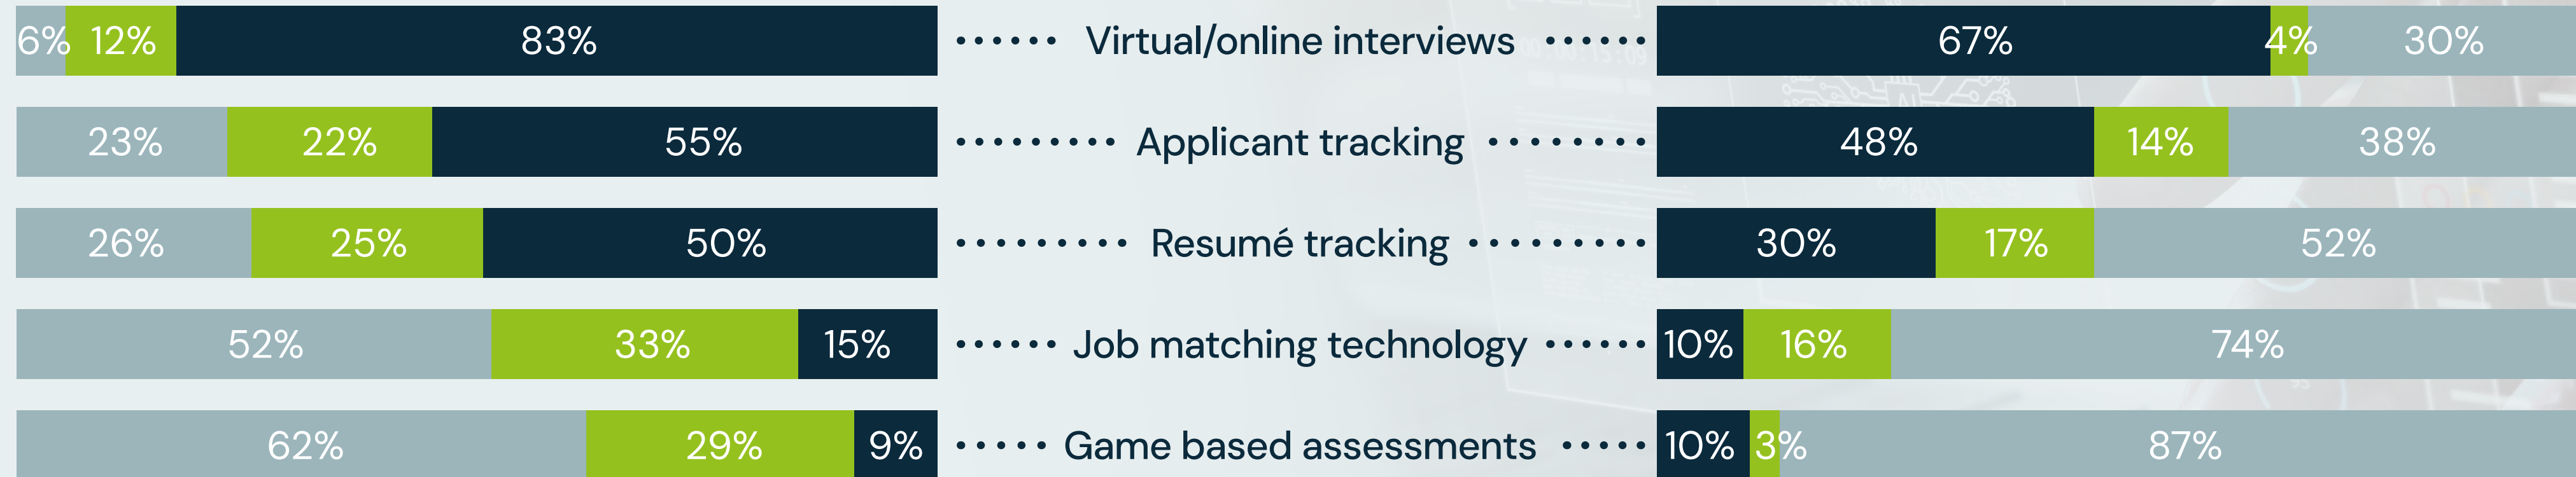 6% 12% 83% Virtual/online interviews 67% 4% 30%
23% 22% 55% Applicant tracking 48% 14% 38%
26% 25% 50% Resumé tracking 30% 17% 52%
52% 33% 15% Job matching technology 10% 16% 74%
62% 29% 9% Game based assessments 10% 3% 87%